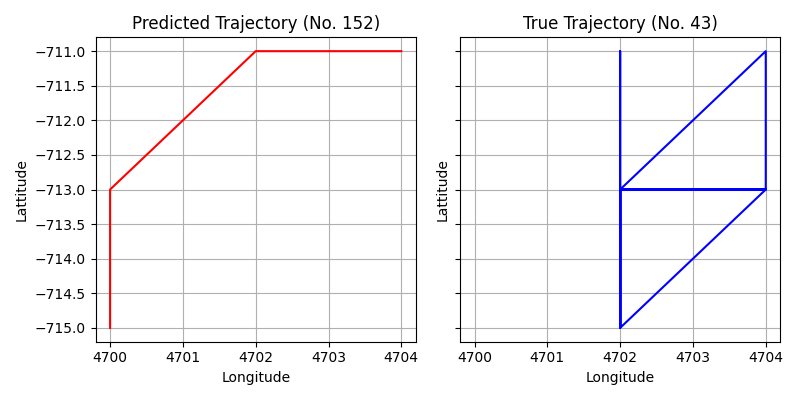 Predicted Trajectory (No. 152)
True Trajectory (No. 43)
−711.0
−711.5
−712.0
−712.5
−713.0
−713.5
−714.0
−714.5
−715.0
Lattitude
Lattitude
4700 4701 4702 4703 4704
4700 4701 4702 4703 4704
Longitude
Longitude